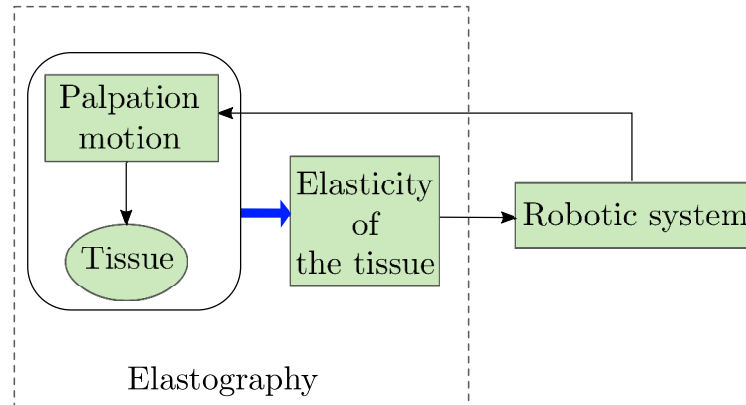 Palpation
motion
Tissue
Elasticity
of
the tissue
Robotic system
Elastography